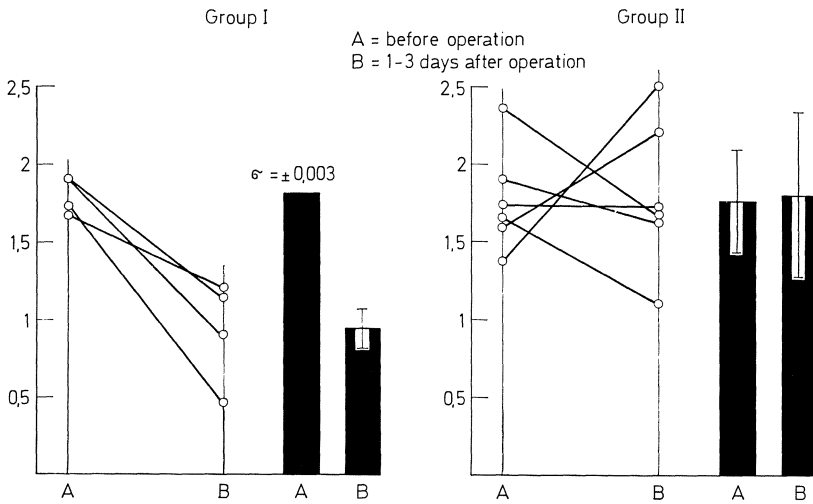 Group I
Group II
A = before operation
B = 1-3 days after operation
2,5
2
1,5
1
0,5
σ = ±0,003
A
B
A
B
2,5
2
1,5
1
0,5
A
B
A
B